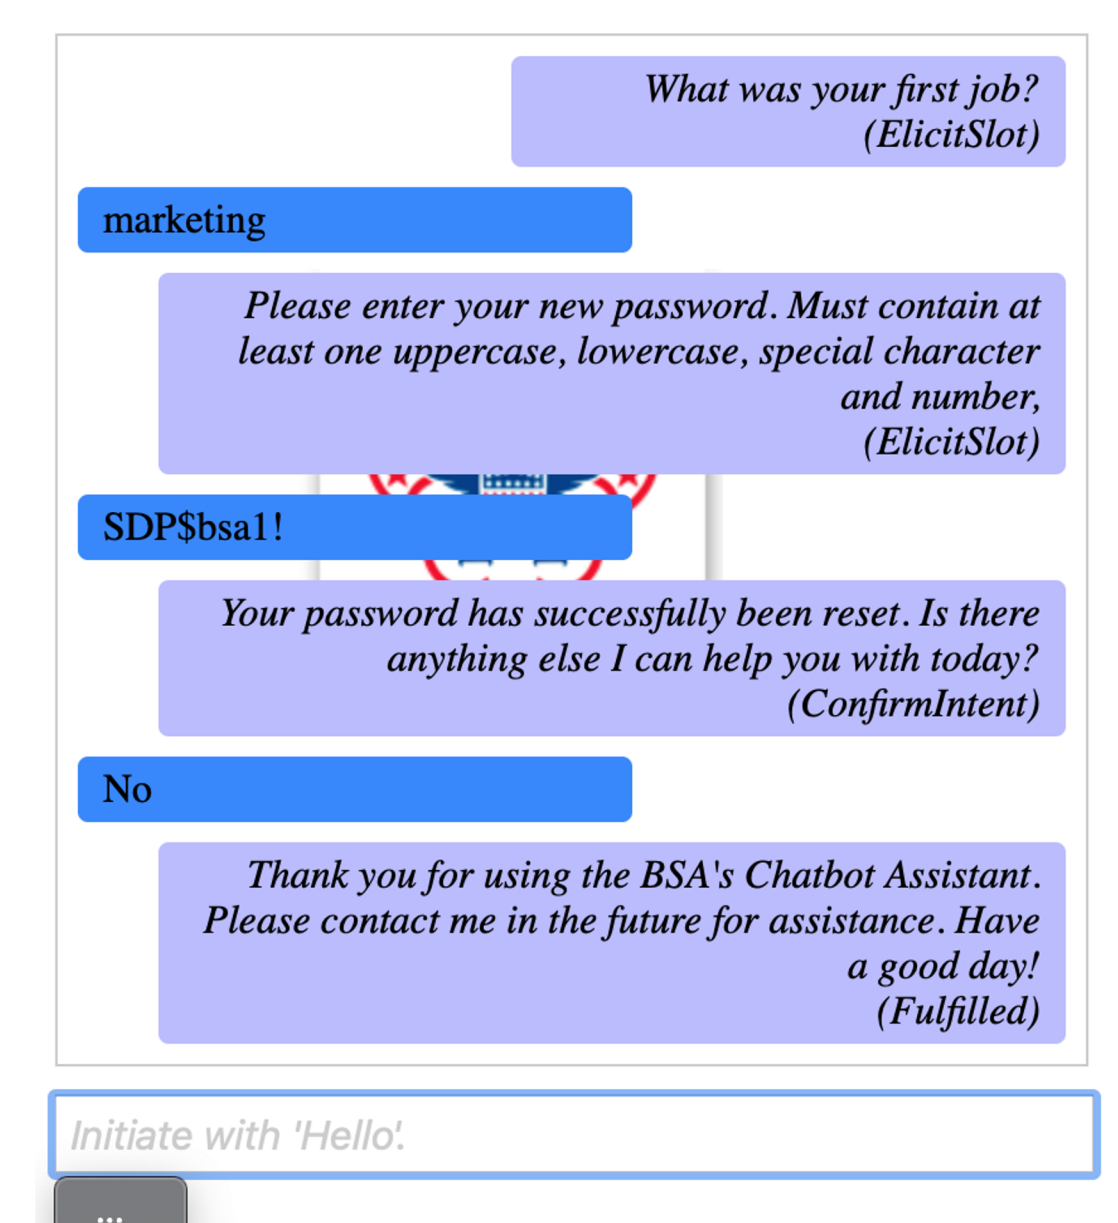 What was your first job?
(ElicitSlot)
marketing
Please enter your new password. Must contain at
least one uppercase, lowercase, special character
and number,
(ElicitSlot)
SDP$bsa1!
Your password has successfully been reset. Is there
anything else I can help you with today?
(ConfirmIntent)
No
Thank you for using the BSA's Chatbot Assistant.
Please contact me in the future for assistance. Have
a good day!
(Fulfilled)
Initiate with 'Hello'.
...